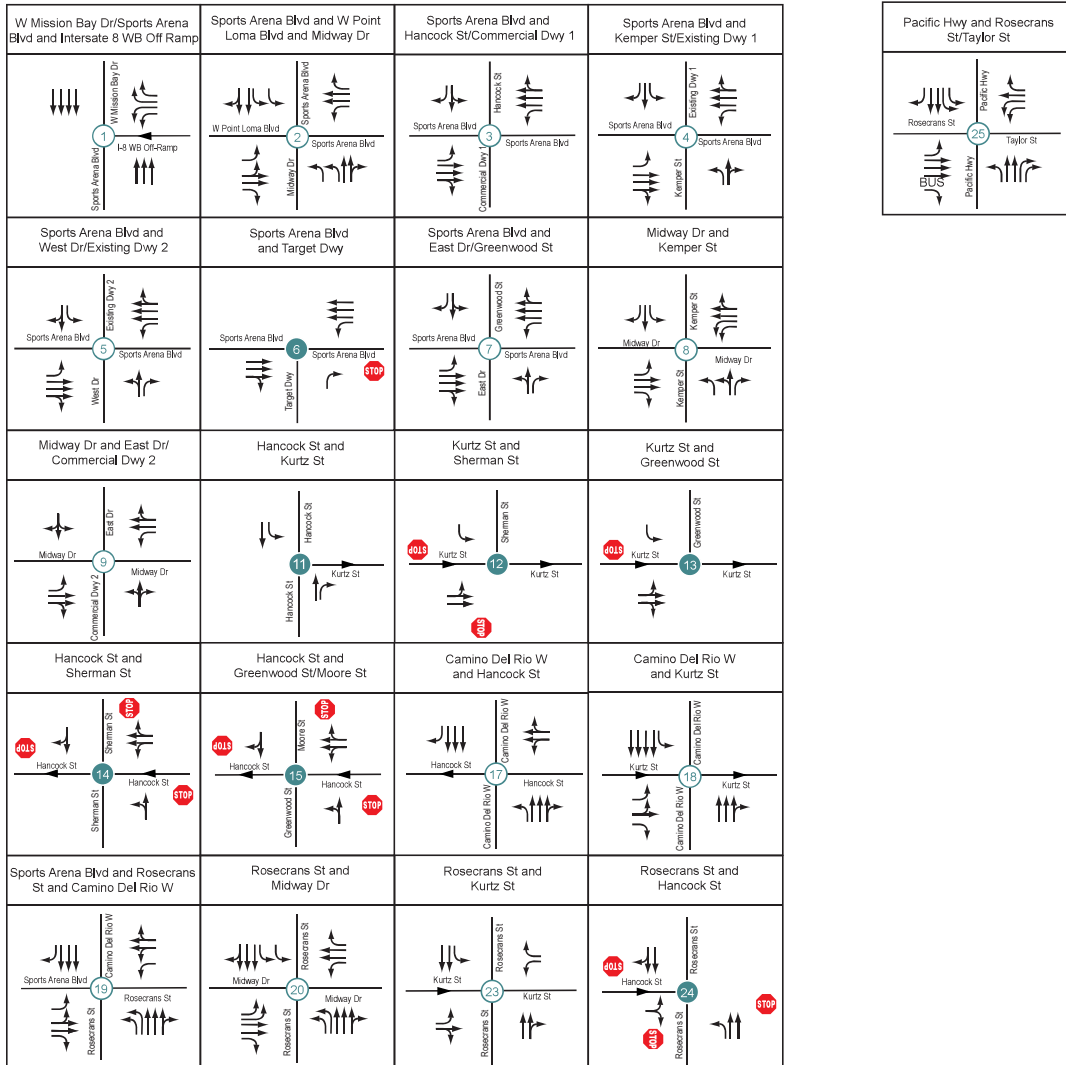 W Mission Bay Dr/Sports Arena
Blvd and Intersate 8 WB Off Ramp
W Mission Bay Dr
1
I-8 WB Off-Ramp
Sports Arena Blvd
Sports Arena Blvd and W Point
Loma Blvd and Midway Dr
Sports Arena Blvd
W Point Loma Blvd
2
Sports Arena Blvd
Midway Dr
Sports Arena Blvd and
Hancock St/Commercial Dwy 1
Hancock St
Sports Arena Blvd
3
Sports Arena Blvd
Commercial Dwy 1
Sports Arena Blvd and
Kemper St/Existing Dwy 1
Existing Dwy 1
Sports Arena Blvd
4
Sports Arena Blvd
Kemper St
Pacific Hwy and Rosecrans
St/Taylor St
Pacific Hwy
Rosecrans St
25
Taylor St
BUS
Pacific Hwy
Sports Arena Blvd and
West Dr/Existing Dwy 2
Existing Dwy 2
Sports Arena Blvd
5
Sports Arena Blvd
West Dr
Sports Arena Blvd
and Target Dwy
Sports Arena Blvd
6
Sports Arena Blvd
STOP
Target Dwy
Sports Arena Blvd and
East Dr/Greenwood St
Greenwood St
Sports Arena Blvd
7
Sports Arena Blvd
East Dr
Midway Dr and
Kemper St
Kemper St
Midway Dr
8
Midway Dr
Kemper St
Midway Dr and East Dr/
Commercial Dwy 2
East Dr
Midway Dr
9
Midway Dr
Commercial Dwy 2
Hancock St and
Kurtz St
Hancock St
11
Kurtz St
Hancock St
Kurtz St and
Sherman St
Sherman St
STOP
Kurtz St
12
Kurtz St
STOP
Kurtz St and
Greenwood St
Greenwood St
STOP
Kurtz St
13
Kurtz St
Hancock St and
Sherman St
STOP
Sherman St
STOP
Hancock St
14
Hancock St
STOP
Sherman St
Hancock St and
Greenwood St/Moore St
STOP
Moore St
STOP
Hancock St
15
Hancock St
STOP
Greenwood St
Camino Del Rio W
and Hancock St
Camino Del Rio W
Hancock St
17
Hancock St
Camino Del Rio W
Camino Del Rio W
and Kurtz St
Camino Del Rio W
Kurtz St
18
Kurtz St
Camino Del Rio W
Sports Arena Blvd and Rosecrans
St and Camino Del Rio W
Camino Del Rio W
Sports Arena Blvd
19
Rosecrans St
Rosecrans St
Rosecrans St and
Midway Dr
Rosecrans St
Midway Dr
20
Midway Dr
Rosecrans St
Rosecrans St and
Kurtz St
Rosecrans St
Kurtz St
23
Kurtz St
Rosecrans St
Rosecrans St and
Hancock St
Rosecrans St
STOP
Hancock St
24
STOP
STOP
Rosecrans St